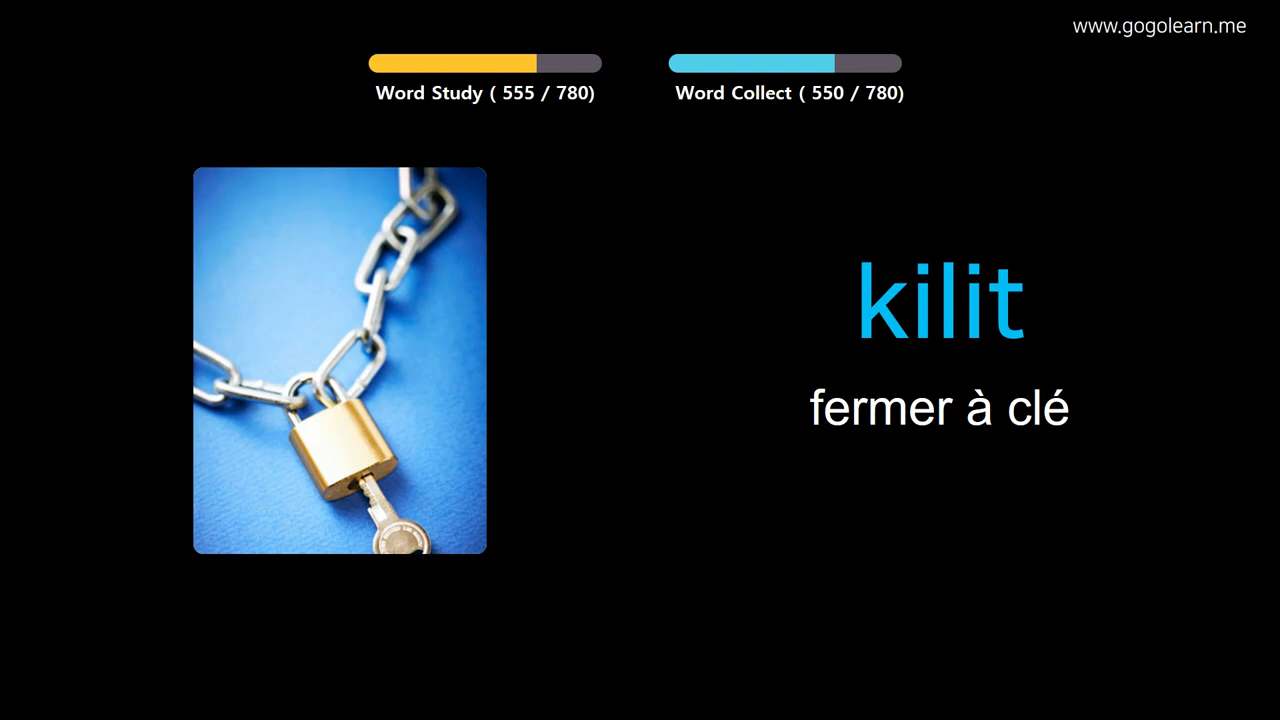 www.gogolearn.me
Word Study ( 555 / 780)
Word Collect ( 550 / 780)
kilit
fermer à clé